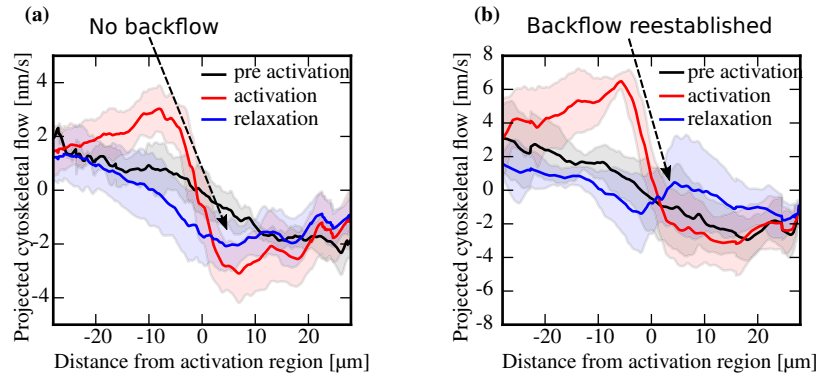 (a)
No backflow
Projected cytoskeletal flow [nm/s]
4
2
0
-2
-4
pre activation
activation
relaxation
-20
-10
0
10
20
Distance from activation region [µm]
(b)
Backflow reestablished
Projected cytoskeletal flow [nm/s]
8
6
4
2
0
-2
-4
-6
-8
pre activation
activation
relaxation
-20
-10
0
10
20
Distance from activation region [µm]